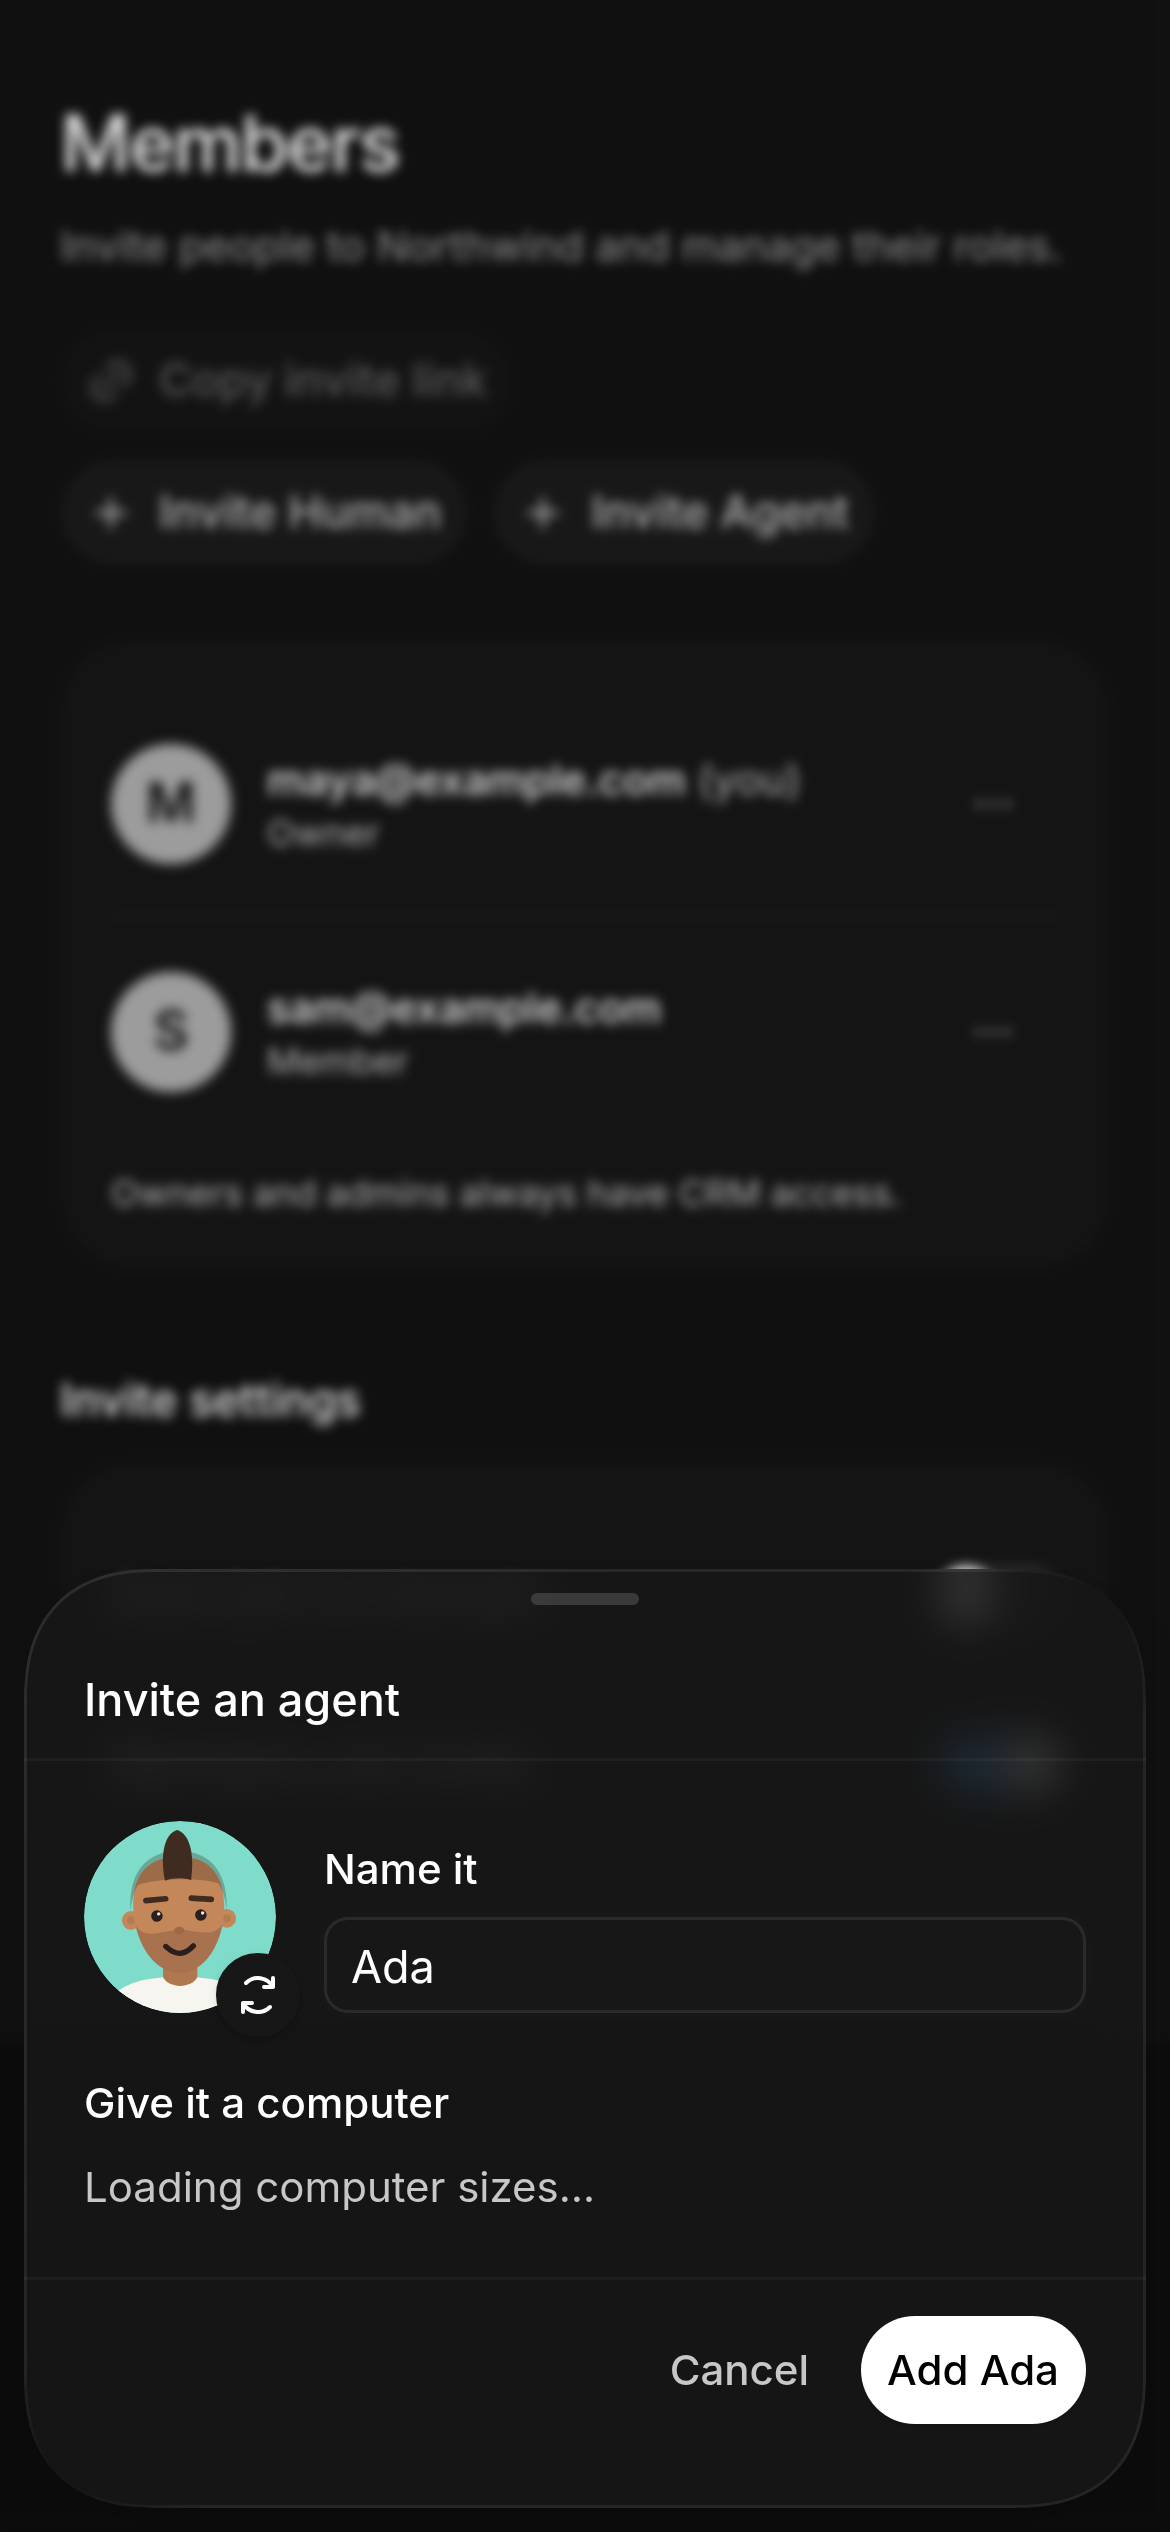 Members
Invite people to Northwind and manage their roles.
Copy invite link
+ Invite Human
+ Invite Agent
M
maya@example.com (you)
Owner
S
sam@example.com
Member
Owners and admins always have CRM access.
Invite settings
Invite an agent
Name it
Ada
Give it a computer
Loading computer sizes...
Cancel
Add Ada